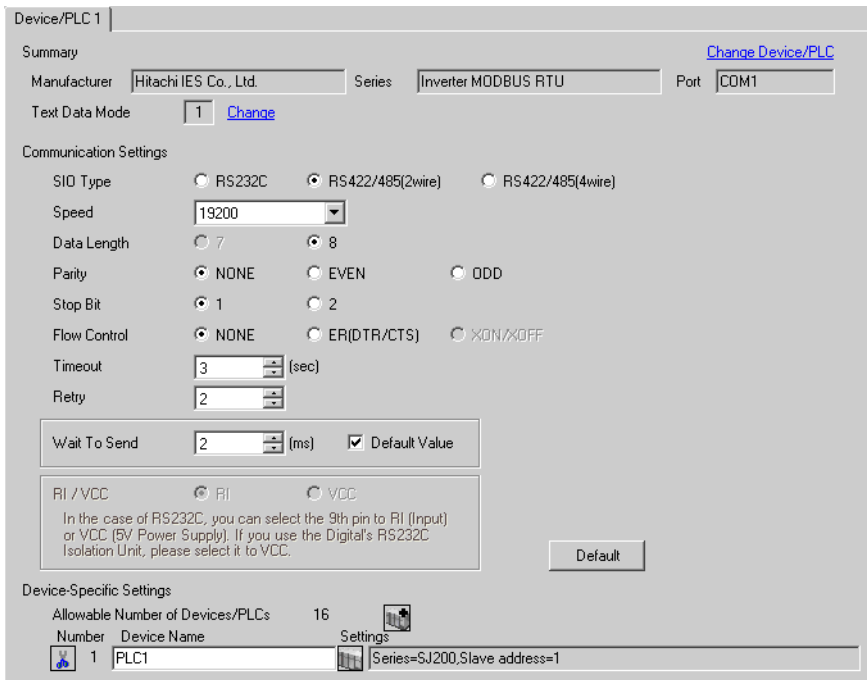 Device/PLC 1
Summary Change Device/PLC
Manufacturer Hitachi IES Co., Ltd. Series Inverter MODBUS RTU Port COM1
Text Data Mode 1 Change
Communication Settings
SIO Type RS232C RS422/485(2wire) RS422/485(4wire)
Speed 19200
Data Length 7 8
Parity NONE EVEN ODD
Stop Bit 1 2
Flow Control NONE ER(DTR/CTS) XON/XOFF
Timeout 3 (sec)
Retry 2
Wait To Send 2 (ms) Default Value
RI / VCC RI VCC
In the case of RS232C, you can select the 9th pin to RI (Input)
or VCC (5V Power Supply). If you use the Digital's RS232C
Isolation Unit, please select it to VCC.
Default
Device-Specific Settings
Allowable Number of Devices/PLCs 16
Number Device Name Settings
1 PLC1 Series=SJ200,Slave address=1